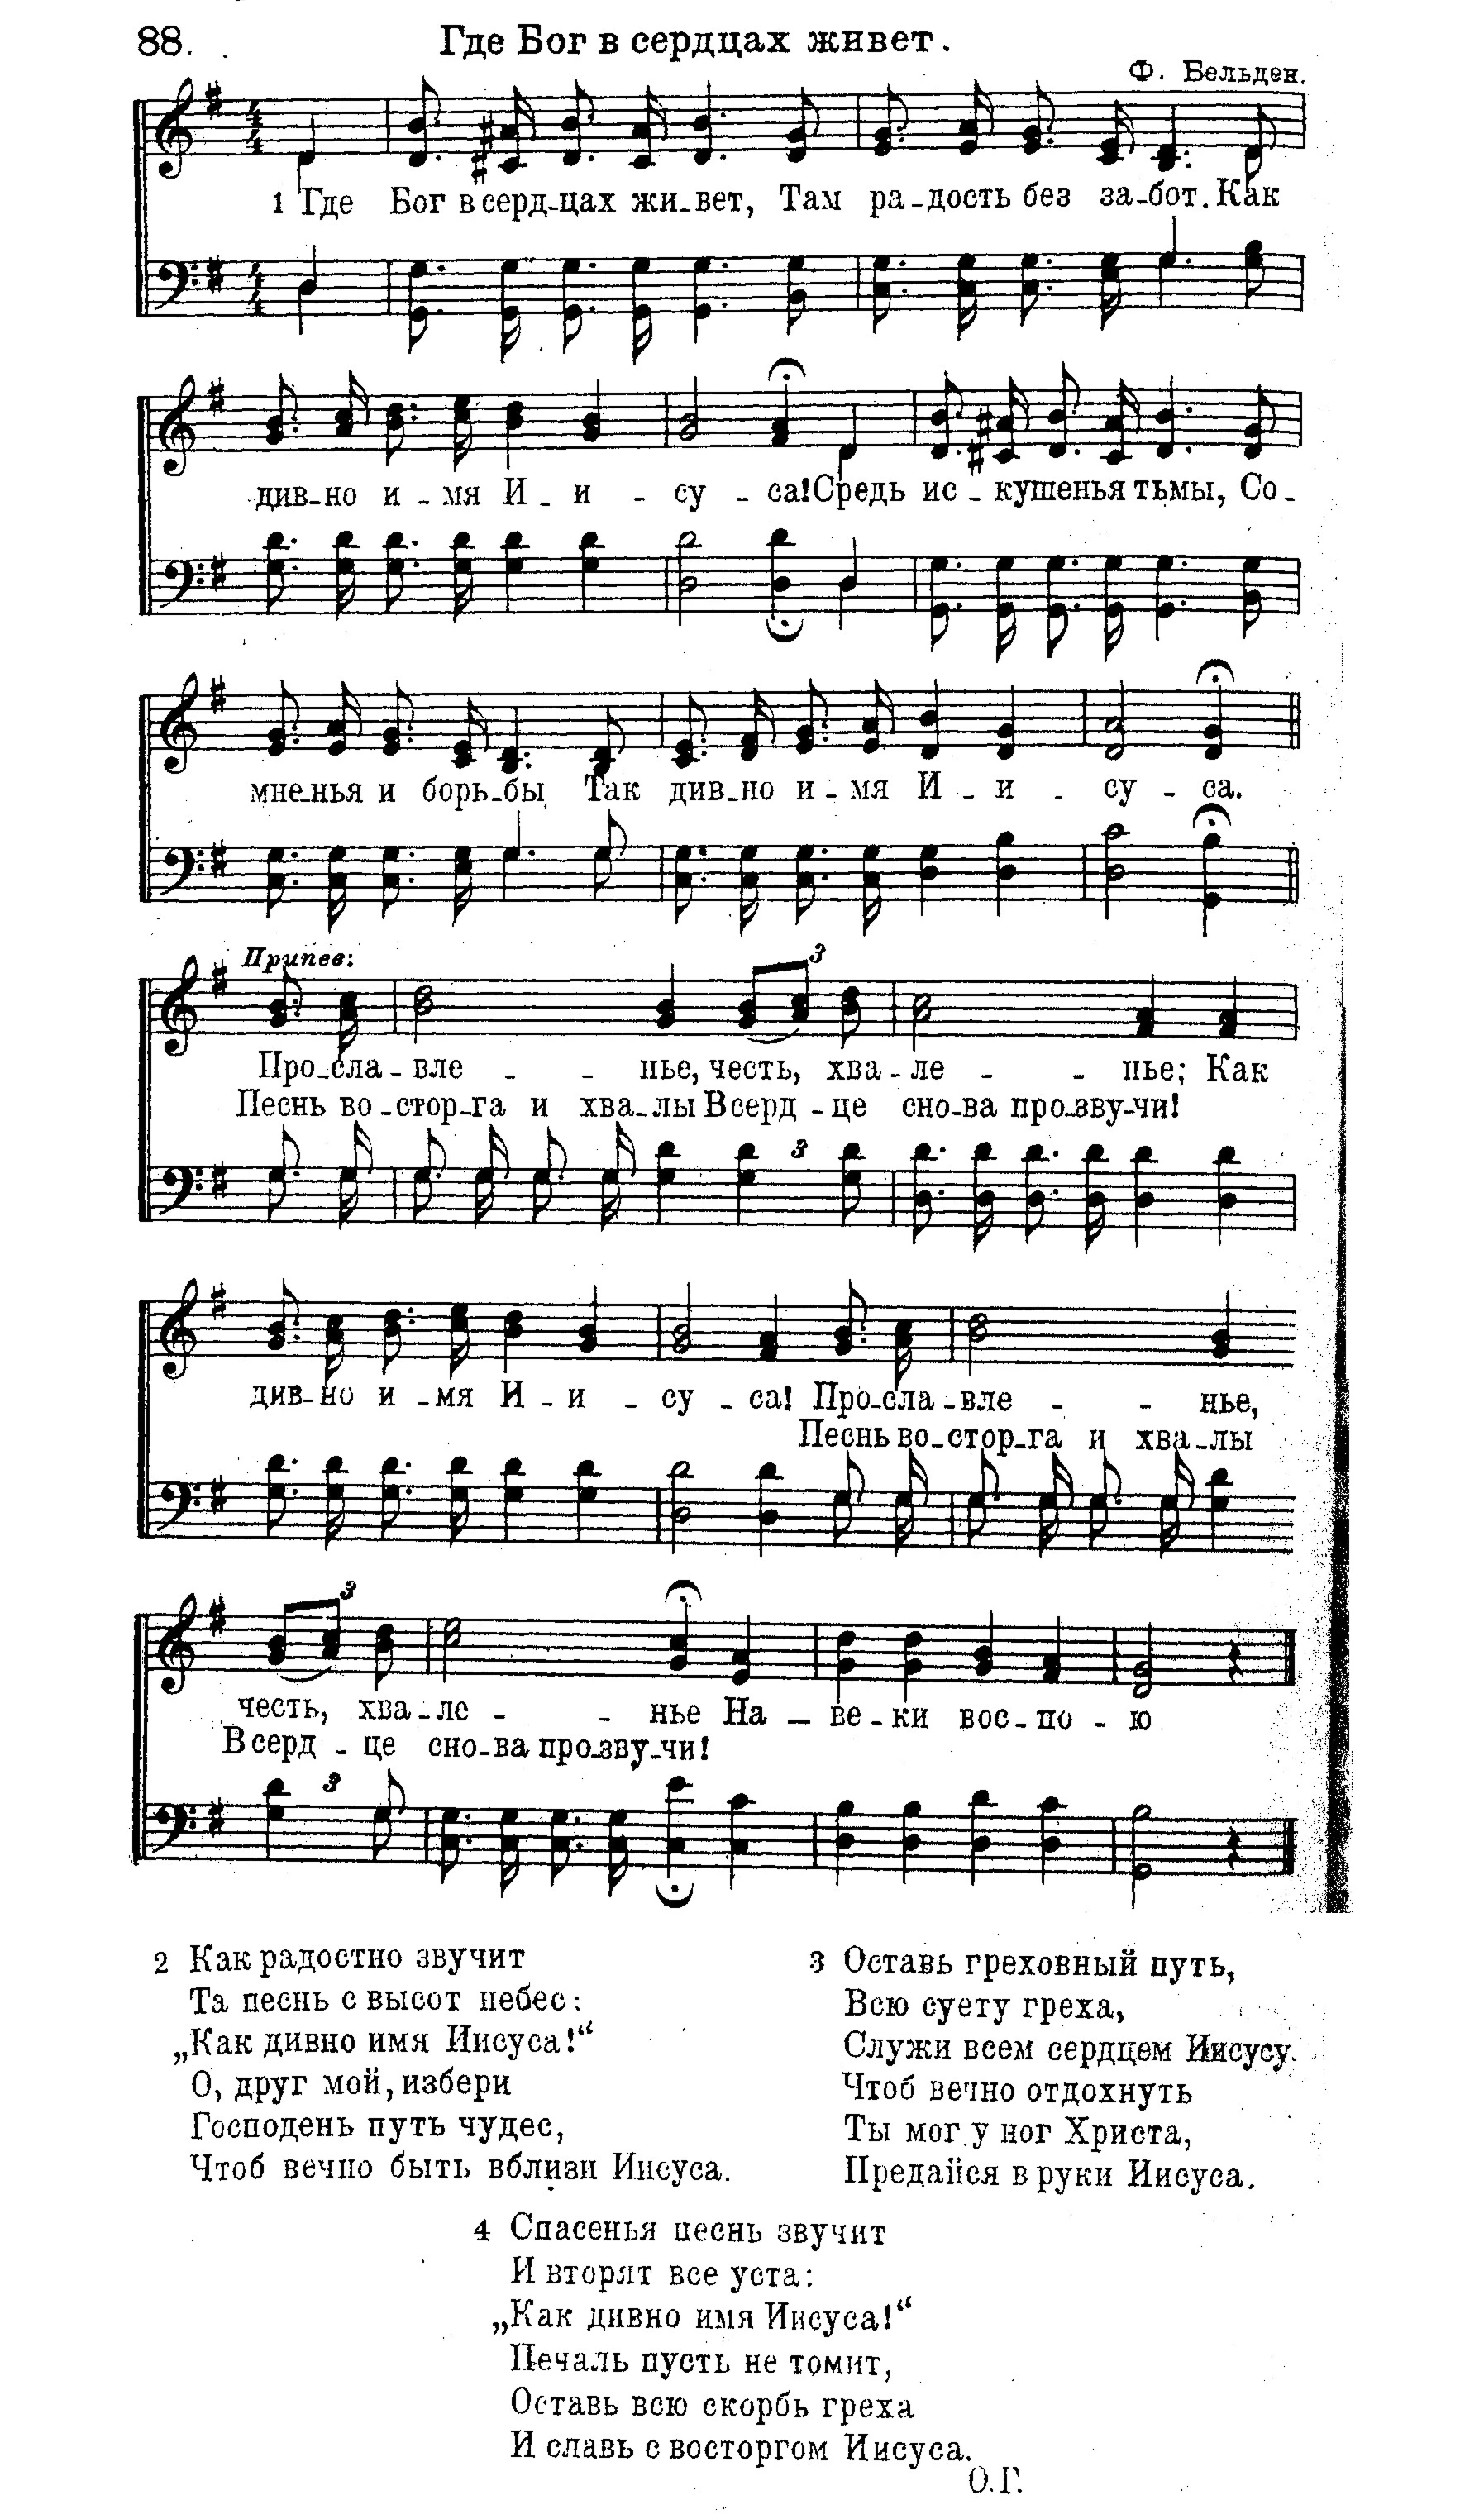 88.
Где Бог в сердцах живет.
Ф. Бельден.
1 Где Бог в серд-цах жи-вет, Там ра-дость без за-бот. Как
див-но и-мя И-и-су-са! Средь ис-кушенья тьмы, Со-
мне-нья и борь-бы Так див-но и-мя И-и-су-са.
Припев:
3
Про-сла-вле--нье, честь, хва-ле--нье; Как
Песнь во-стор-га и хва-лы В серд-це сно-ва про-зву-чи!
3
див-но и-мя И-и-су-са! Про-сла-вле--нье,
Песнь во-стор-га и хва-лы
3
честь, хва-ле--нье На-ве-ки вос-по-ю
В серд-це сно-ва про-зву-чи!
3
2 Как радостно звучит
Та песнь с высот небес:
„Как дивно имя Иисуса!“
О, друг мой, избери
Господень путь чудес,
Чтоб вечно быть вблизи Иисуса.
3 Оставь греховный путь,
Всю суету греха,
Служи всем сердцем Иисусу.
Чтоб вечно отдохнуть
Ты мог у ног Христа,
Предайся в руки Иисуса.
4 Спасенья песнь звучит
И вторят все уста:
„Как дивно имя Иисуса!“
Печаль пусть не томит,
Оставь всю скорбь греха
И славь с восторгом Иисуса.
О.Г.